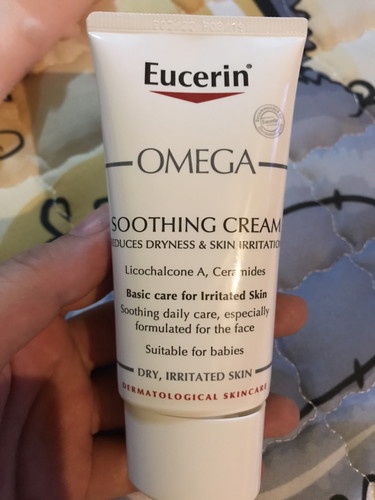 Eucerin®
OMEGA
SOOTHING CREAM
REDUCES DRYNESS & SKIN IRRITATION
Licochalcone A, Ceramides
Basic care for Irritated Skin
Soothing daily care, especially
formulated for the face
Suitable for babies
DRY, IRRITATED SKIN
DERMATOLOGICAL SKINCARE